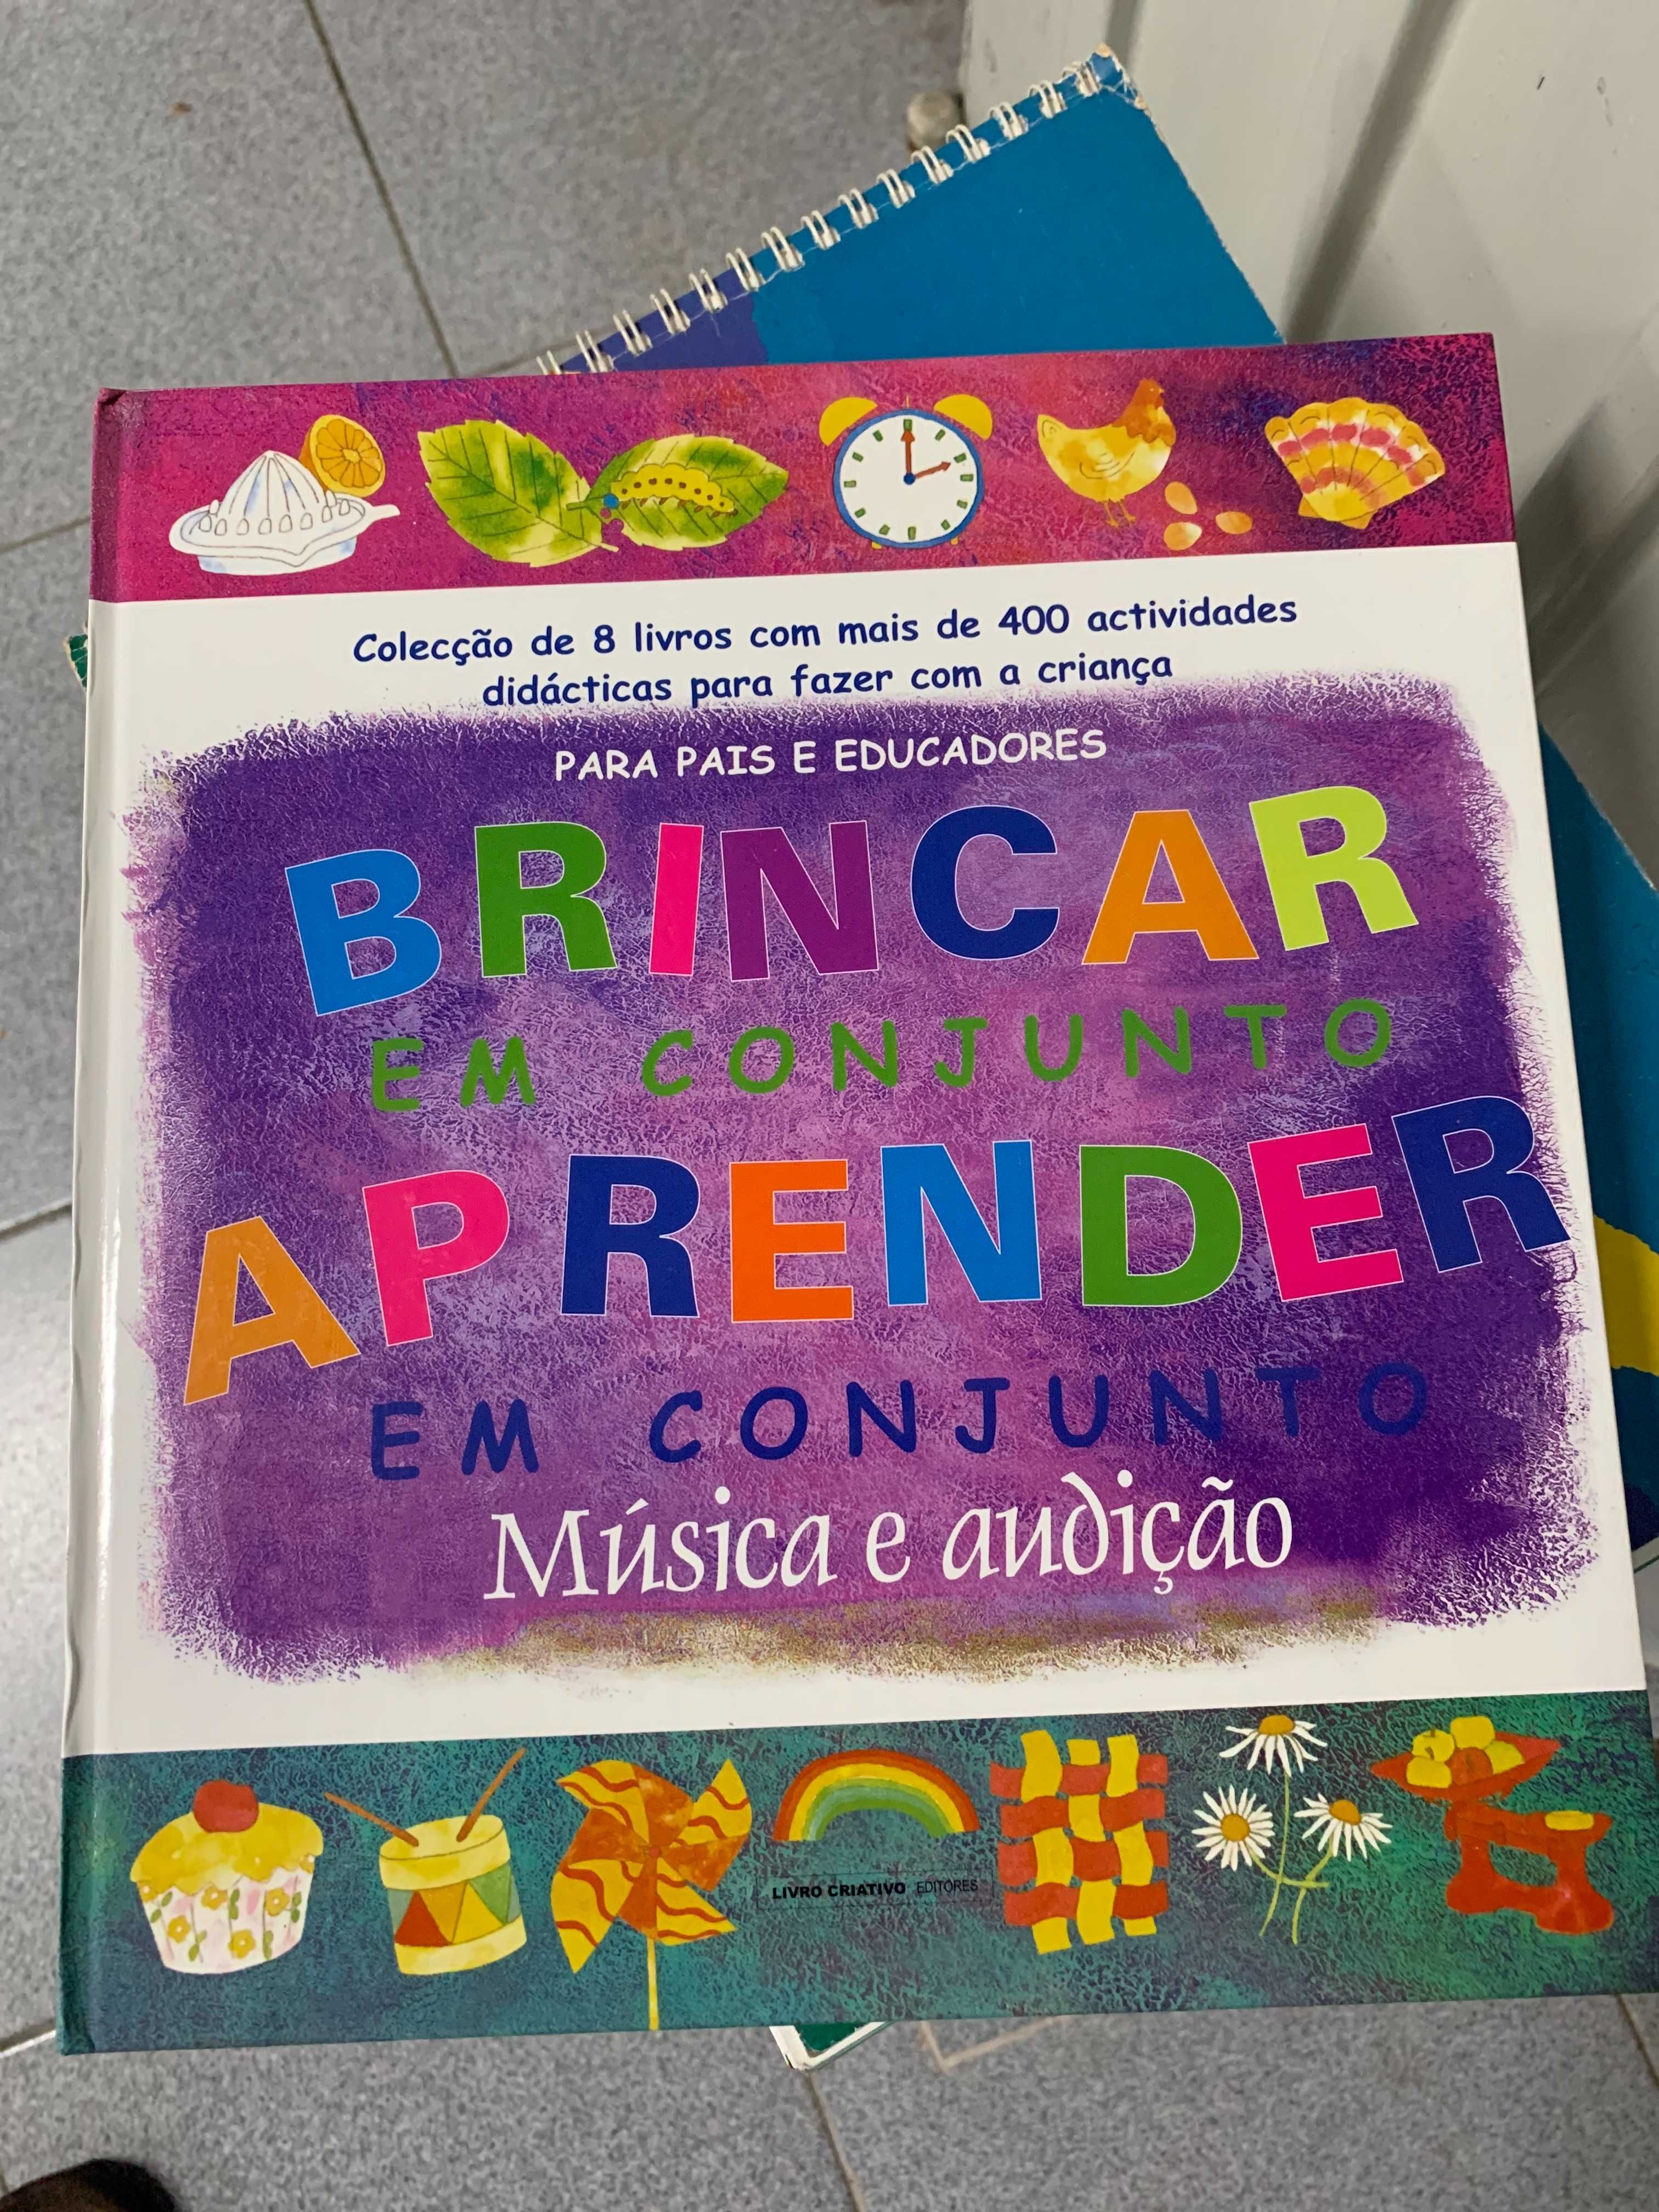 Colecção de 8 livros com mais de 400 actividades
didácticas para fazer com a criança
PARA PAIS E EDUCADORES
BRINCAR
EM CONJUNTO
APRENDER
EM CONJUNTO
Música e audição
LIVRO CRIATIVO EDITORES